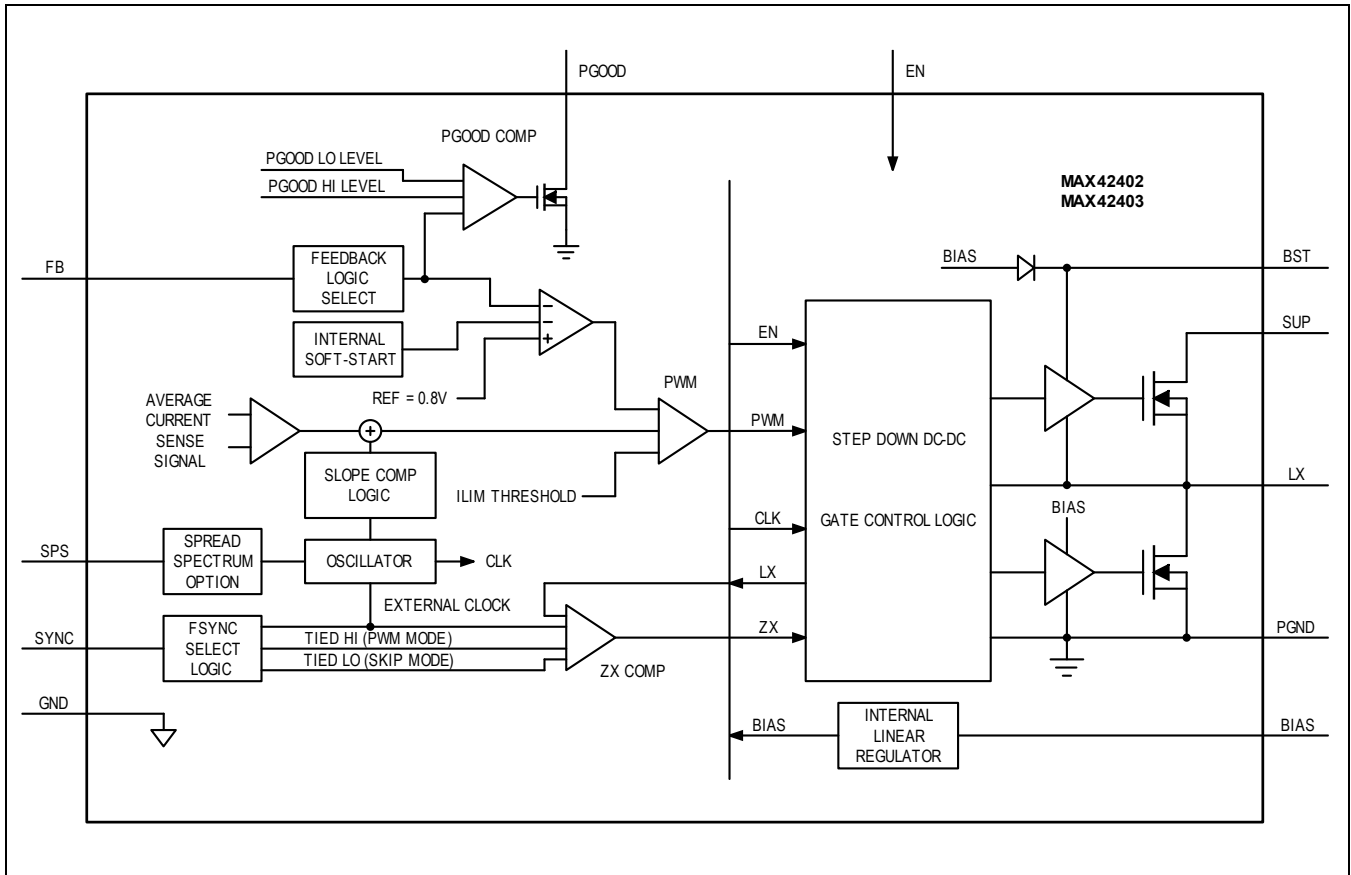 PGOOD
EN
PGOOD COMP
PGOOD LO LEVEL
PGOOD HI LEVEL
MAX42402
MAX42403
FB
FEEDBACK
LOGIC
SELECT
BIAS
BST
INTERNAL
SOFT-START
−
−
+
SUP
EN
REF = 0.8V
PWM
AVERAGE
CURRENT
SENSE
SIGNAL
+
PWM
STEP DOWN DC-DC
GATE CONTROL LOGIC
SLOPE COMP
LOGIC
ILIM THRESHOLD
LX
BIAS
CLK
SPS
SPREAD
SPECTRUM
OPTION
OSCILLATOR
CLK
LX
EXTERNAL CLOCK
SYNC
FSYNC
SELECT
LOGIC
TIED HI (PWM MODE)
TIED LO (SKIP MODE)
ZX
ZX COMP
PGND
GND
BIAS
INTERNAL
LINEAR
REGULATOR
BIAS